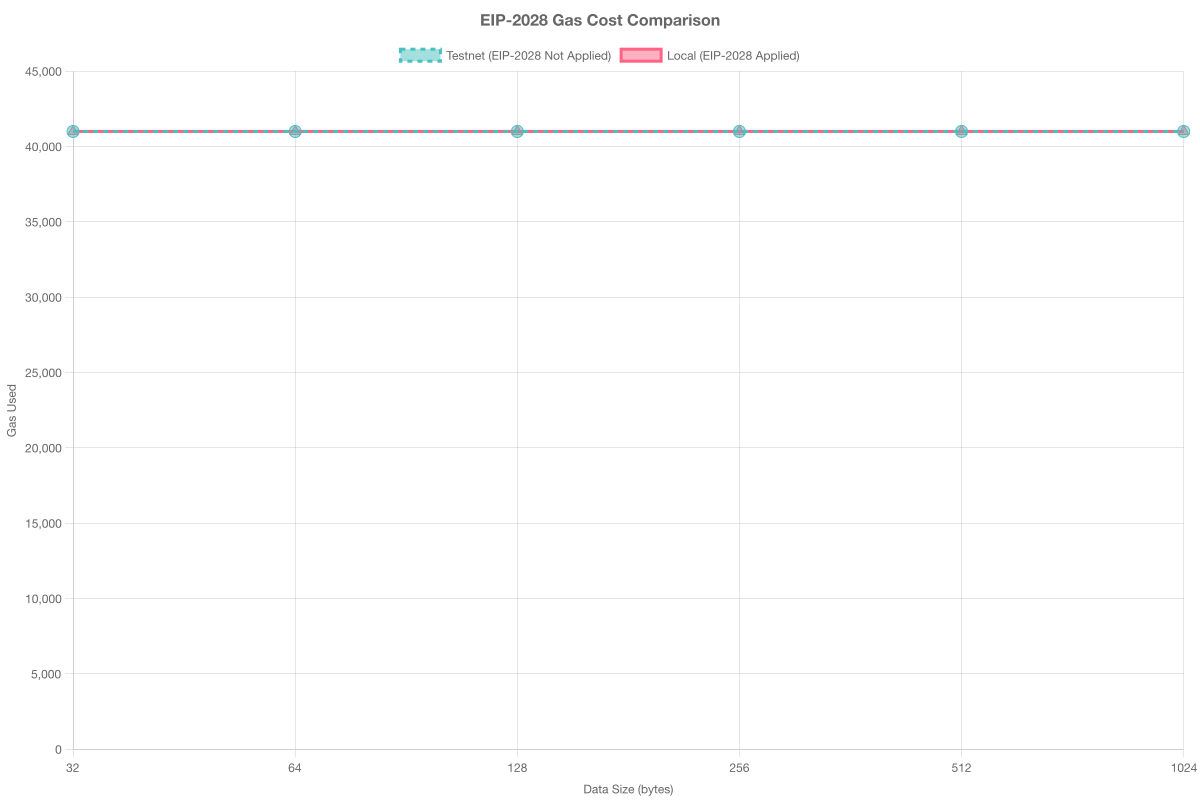 EIP-2028 Gas Cost Comparison
Testnet (EIP-2028 Not Applied) Local (EIP-2028 Applied)
45,000
40,000
35,000
30,000
25,000
20,000
15,000
10,000
5,000
0
Gas Used
32 64 128 256 512 1024
Data Size (bytes)